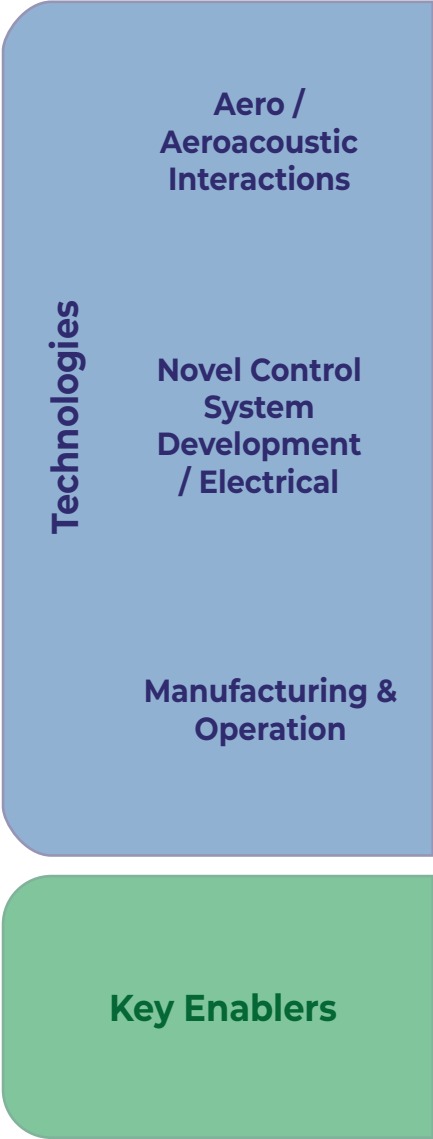 Technologies
Aero /
Aeroacoustic
Interactions
Novel Control
System
Development
/ Electrical
Manufacturing &
Operation
Key Enablers